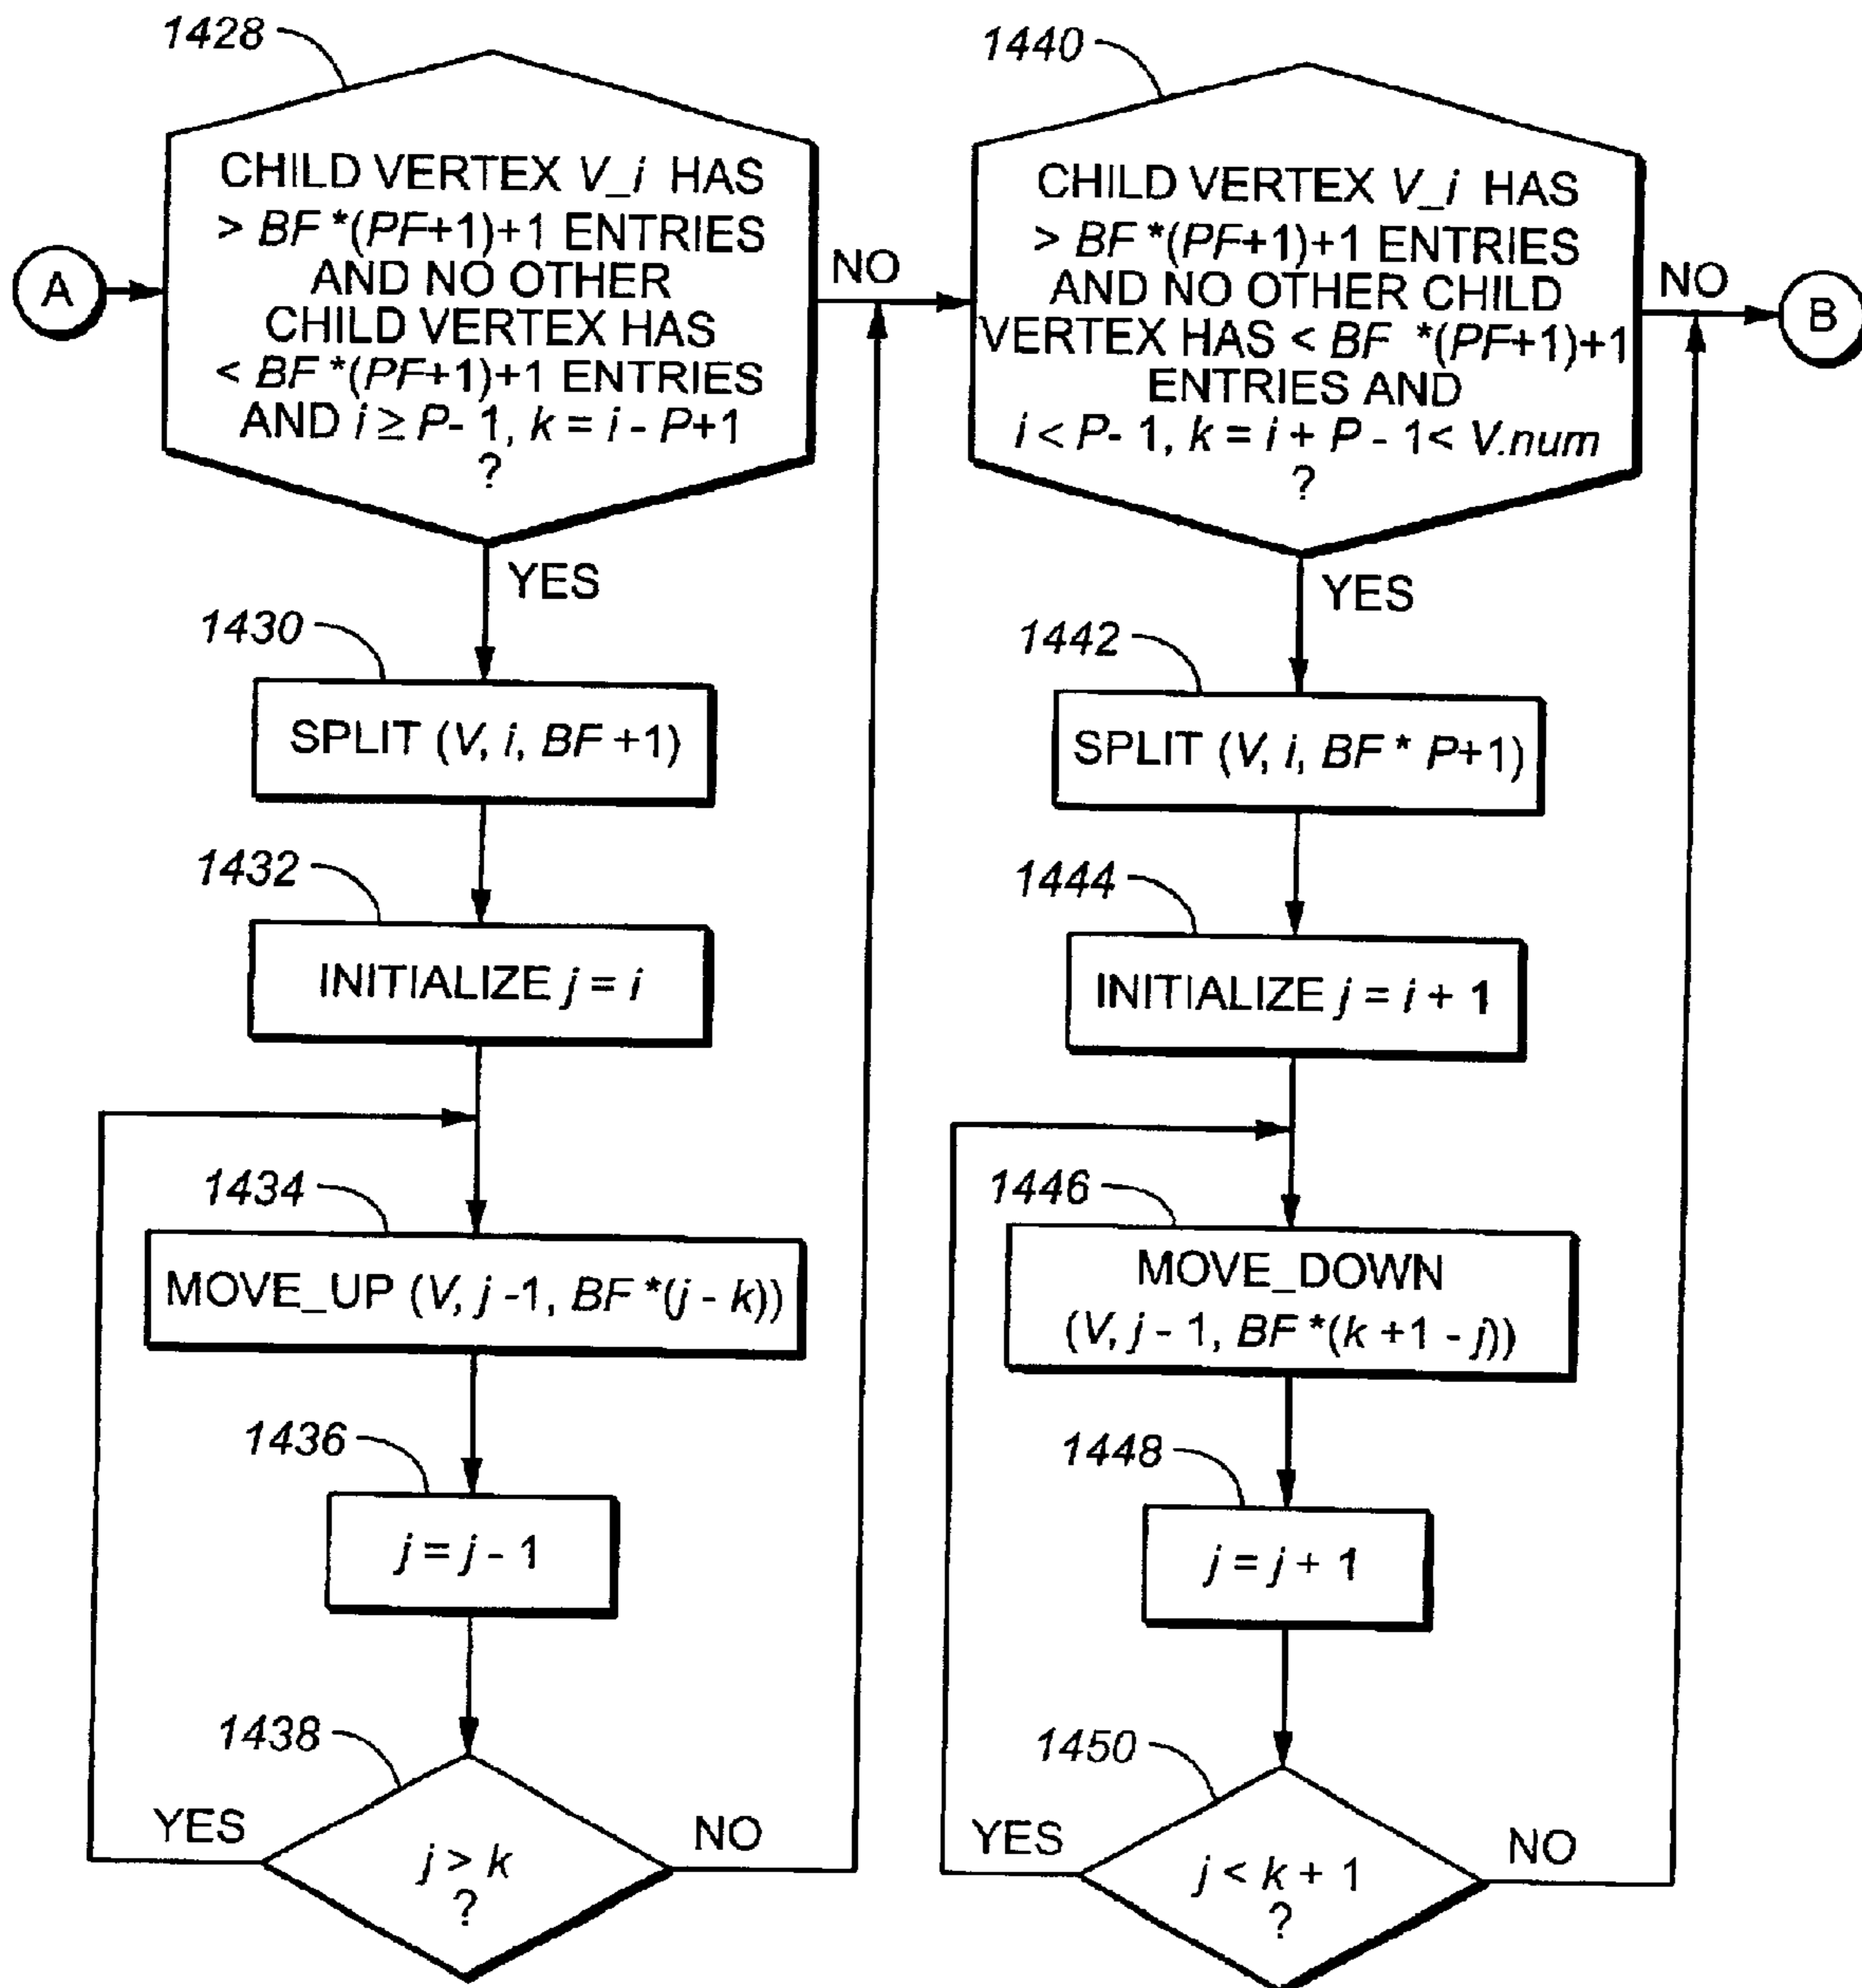 1428
CHILD VERTEX V_i HAS
> BF *(PF+1)+1 ENTRIES
AND NO OTHER
CHILD VERTEX HAS
< BF *(PF+1)+1 ENTRIES
AND i ≥ P- 1, k = i - P+1
?
A
NO
YES
1430
SPLIT (V, i, BF +1)
1432
INITIALIZE j = i
1434
MOVE_UP (V, j -1, BF *(j - k))
1436
j = j - 1
1438
j > k
?
YES
NO
1440
CHILD VERTEX V_i HAS
> BF *(PF+1)+1 ENTRIES
AND NO OTHER CHILD
VERTEX HAS < BF *(PF+1)+1
ENTRIES AND
i < P- 1, k = i + P - 1< V.num
?
NO
B
YES
1442
SPLIT (V, i, BF * P+1)
1444
INITIALIZE j = i + 1
1446
MOVE_DOWN
(V, j - 1, BF *(k +1 - j))
1448
j = j + 1
1450
j < k + 1
?
YES
NO